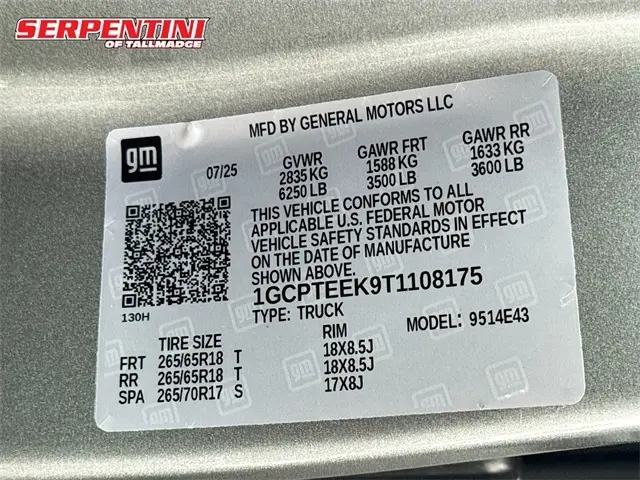 SERPENTINI
OF TALLMADGE
MFD BY GENERAL MOTORS LLC
gm
07/25
GVWR GAWR FRT GAWR RR
2835 KG 1588 KG 1633 KG
6250 LB 3500 LB 3600 LB
THIS VEHICLE CONFORMS TO ALL
APPLICABLE U.S. FEDERAL MOTOR
VEHICLE SAFETY STANDARDS IN EFFECT
ON THE DATE OF MANUFACTURE
SHOWN ABOVE.
1GCPTEEK9T1108175
130H
TYPE: TRUCK MODEL: 9514E43
TIRE SIZE RIM
FRT 265/65R18 T 18X8.5J
RR 265/65R18 T 18X8.5J
SPA 265/70R17 S 17X8J